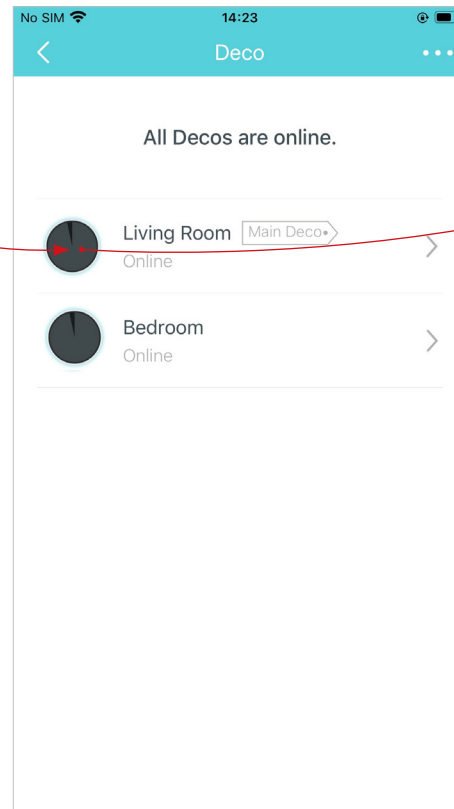 No SIM 14:23
Deco
All Decos are online.
Living Room Main Deco
Online
Bedroom
Online